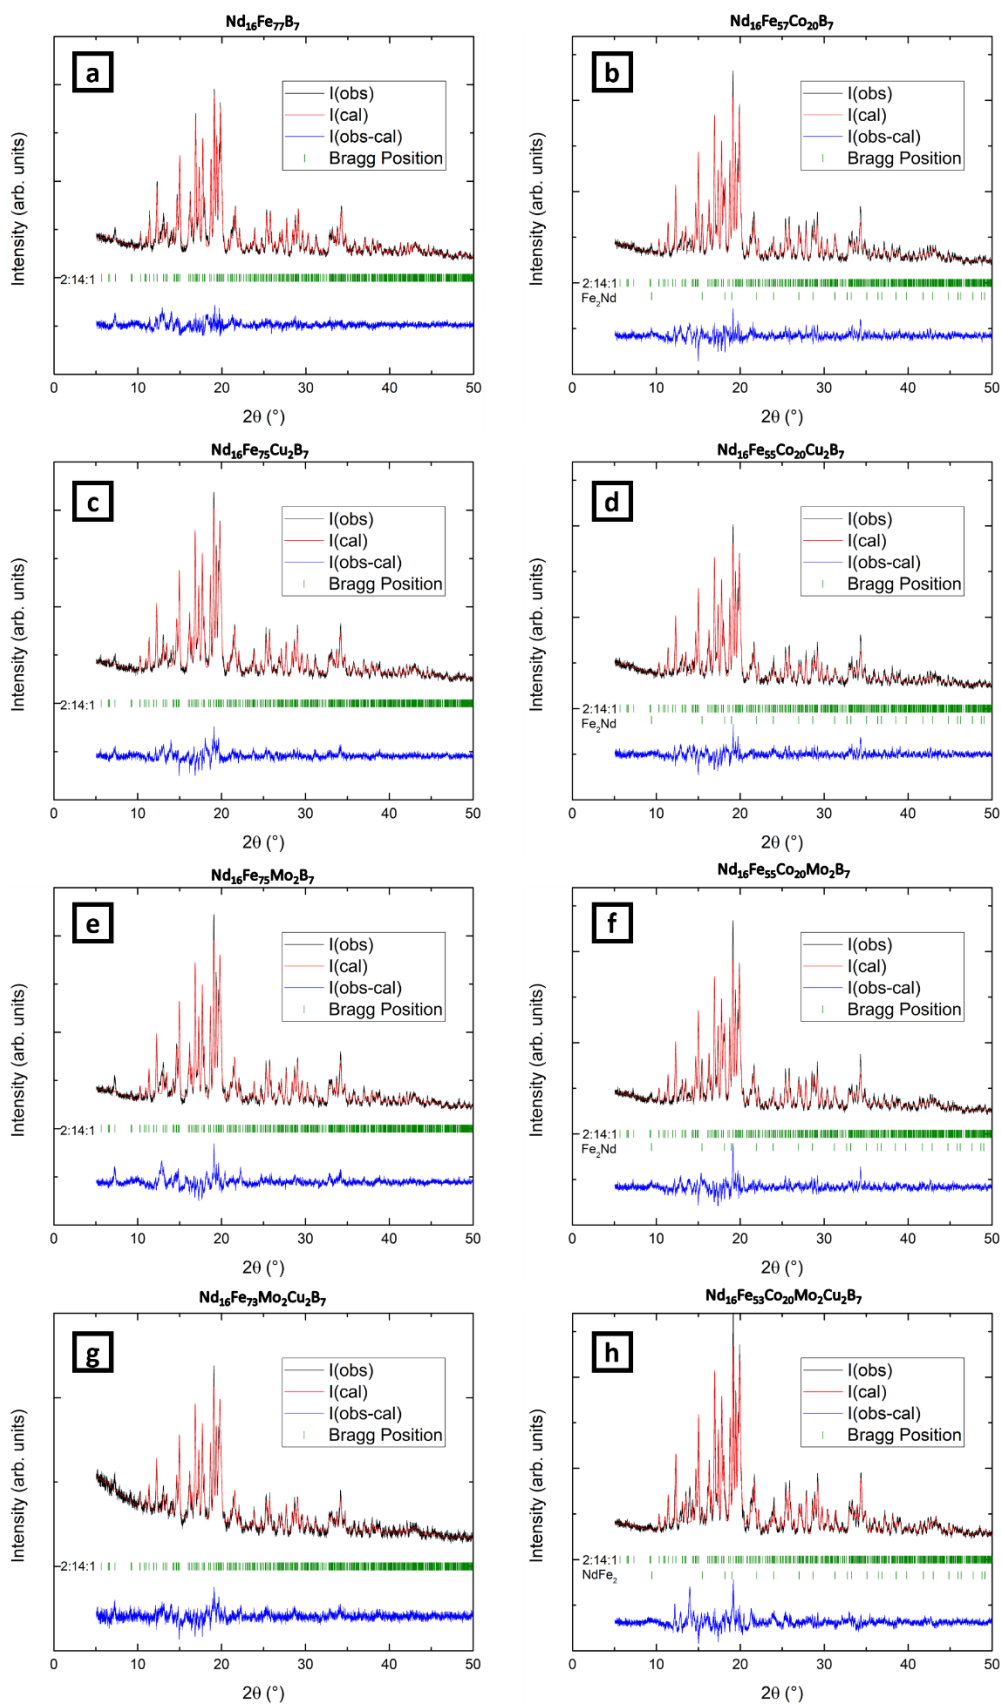 Nd₁₆Fe₇₇B₇
a
I(obs)
I(cal)
I(obs-cal)
Bragg Position
Intensity (arb. units)
2:14:1
0 10 20 30 40 50
2θ (°)
Nd₁₆Fe₅₇Co₂₀B₇
b
I(obs)
I(cal)
I(obs-cal)
Bragg Position
Intensity (arb. units)
2:14:1
Fe₂Nd
0 10 20 30 40 50
2θ (°)
Nd₁₆Fe₇₅Cu₂B₇
c
I(obs)
I(cal)
I(obs-cal)
Bragg Position
Intensity (arb. units)
2:14:1
0 10 20 30 40 50
2θ (°)
Nd₁₆Fe₅₅Co₂₀Cu₂B₇
d
I(obs)
I(cal)
I(obs-cal)
Bragg Position
Intensity (arb. units)
2:14:1
Fe₂Nd
0 10 20 30 40 50
2θ (°)
Nd₁₆Fe₇₅Mo₂B₇
e
I(obs)
I(cal)
I(obs-cal)
Bragg Position
Intensity (arb. units)
2:14:1
0 10 20 30 40 50
2θ (°)
Nd₁₆Fe₅₅Co₂₀Mo₂B₇
f
I(obs)
I(cal)
I(obs-cal)
Bragg Position
Intensity (arb. units)
2:14:1
Fe₂Nd
0 10 20 30 40 50
2θ (°)
Nd₁₆Fe₇₃Mo₂Cu₂B₇
g
I(obs)
I(cal)
I(obs-cal)
Bragg Position
Intensity (arb. units)
2:14:1
0 10 20 30 40 50
2θ (°)
Nd₁₆Fe₅₃Co₂₀Mo₂Cu₂B₇
h
I(obs)
I(cal)
I(obs-cal)
Bragg Position
Intensity (arb. units)
2:14:1
NdFe₂
0 10 20 30 40 50
2θ (°)